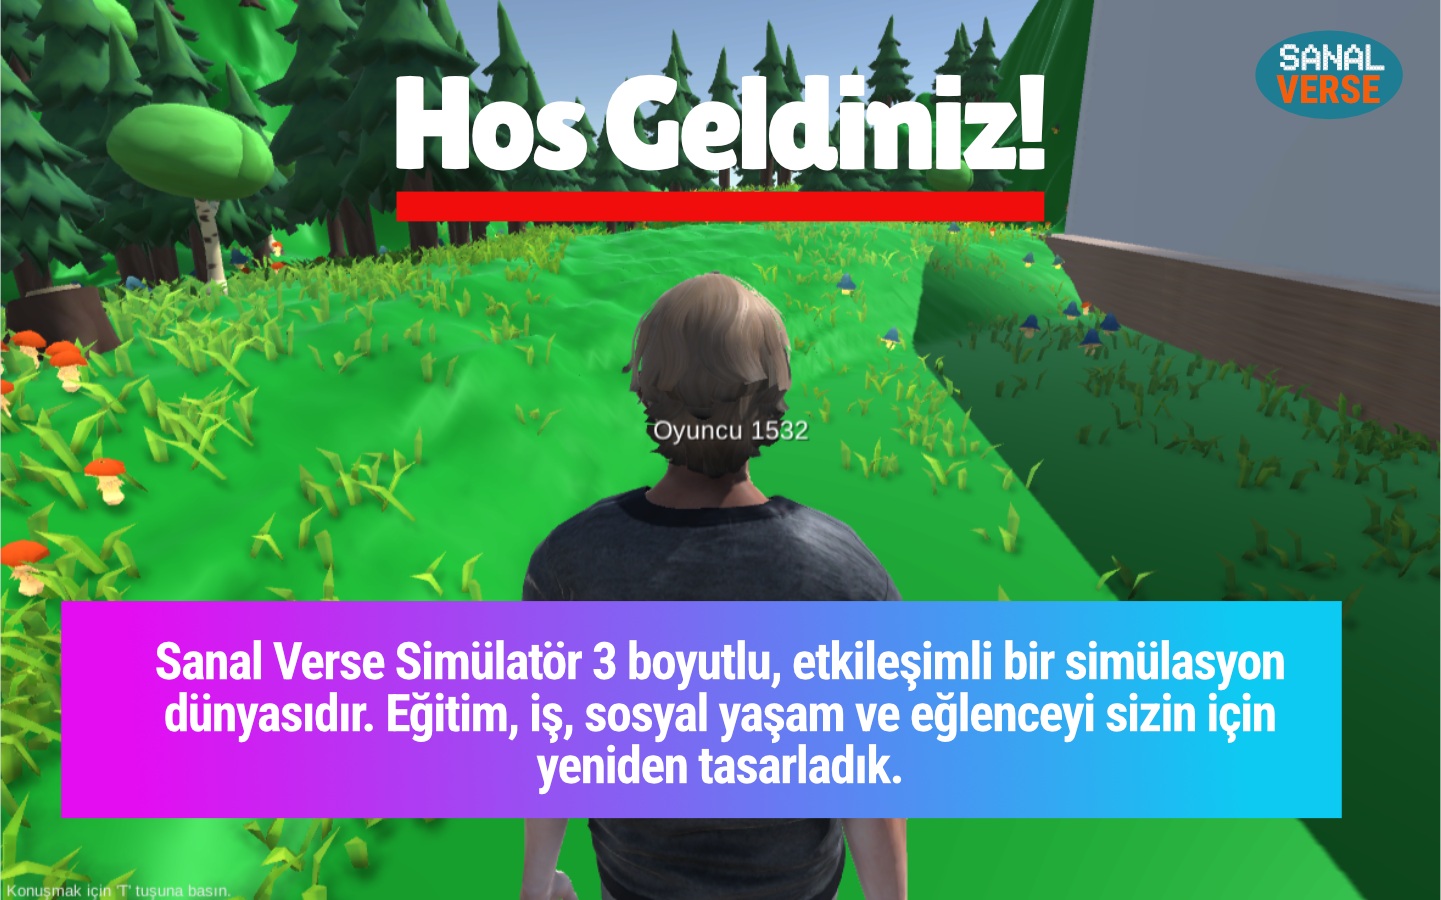 SANAL
VERSE
Hos Geldiniz!
Oyuncu 1532
Sanal Verse Simülatör 3 boyutlu, etkileşimli bir simülasyon
dünyasıdır. Eğitim, iş, sosyal yaşam ve eğlenceyi sizin için
yeniden tasarladık.
Konuşmak için 'T' tuşuna basın.